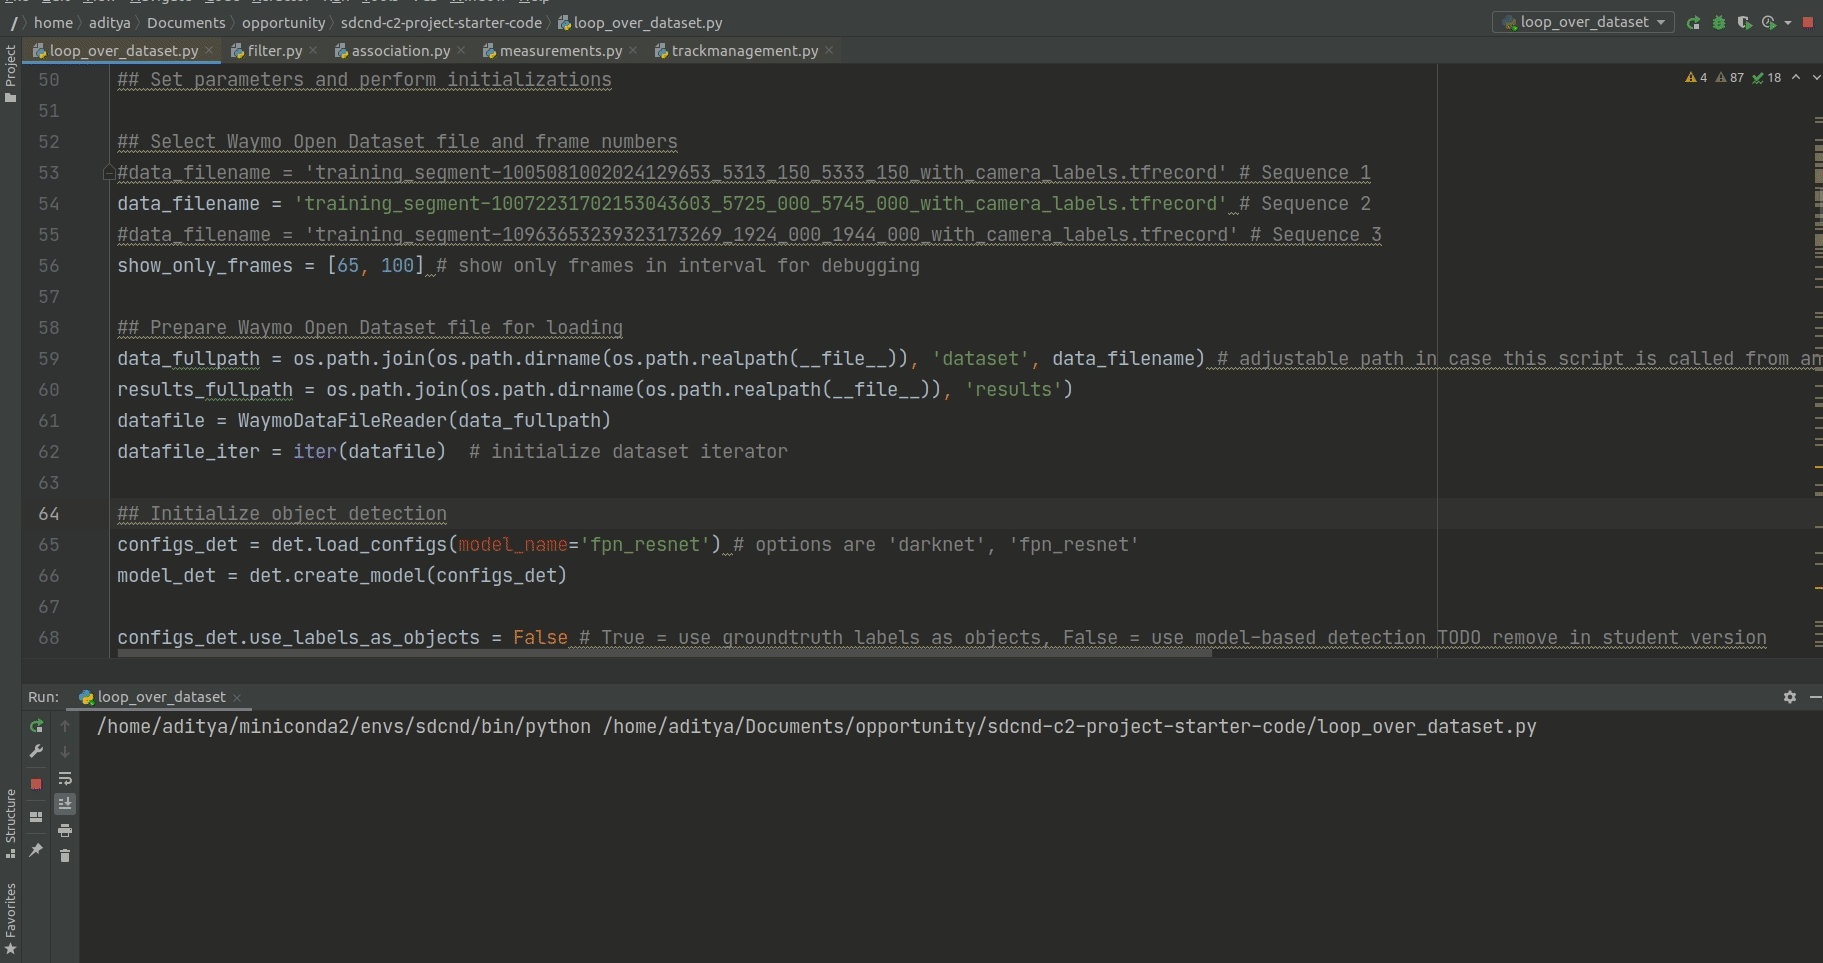 / home aditya Documents opportunity sdcnd-c2-project-starter-code loop_over_dataset.py
loop_over_dataset
loop_over_dataset.py filter.py association.py measurements.py trackmanagement.py
Project
4 87 18
50 ## Set parameters and perform initializations
51
52 ## Select Waymo Open Dataset file and frame numbers
53 #data_filename = 'training_segment-1005081002024129653_5313_150_5333_150_with_camera_labels.tfrecord' # Sequence 1
54 data_filename = 'training_segment-10072231702153043603_5725_000_5745_000_with_camera_labels.tfrecord' # Sequence 2
55 #data_filename = 'training_segment-10963653239323173269_1924_000_1944_000_with_camera_labels.tfrecord' # Sequence 3
56 show_only_frames = [65, 100] # show only frames in interval for debugging
57
58 ## Prepare Waymo Open Dataset file for loading
59 data_fullpath = os.path.join(os.path.dirname(os.path.realpath(__file__)), 'dataset', data_filename) # adjustable path in case this script is called from an
60 results_fullpath = os.path.join(os.path.dirname(os.path.realpath(__file__)), 'results')
61 datafile = WaymoDataFileReader(data_fullpath)
62 datafile_iter = iter(datafile)  # initialize dataset iterator
63
64 ## Initialize object detection
65 configs_det = det.load_configs(model_name='fpn_resnet') # options are 'darknet', 'fpn_resnet'
66 model_det = det.create_model(configs_det)
67
68 configs_det.use_labels_as_objects = False # True = use groundtruth labels as objects, False = use model-based detection TODO remove in student version
Run: loop_over_dataset
/home/aditya/miniconda2/envs/sdcnd/bin/python /home/aditya/Documents/opportunity/sdcnd-c2-project-starter-code/loop_over_dataset.py
Structure
Favorites